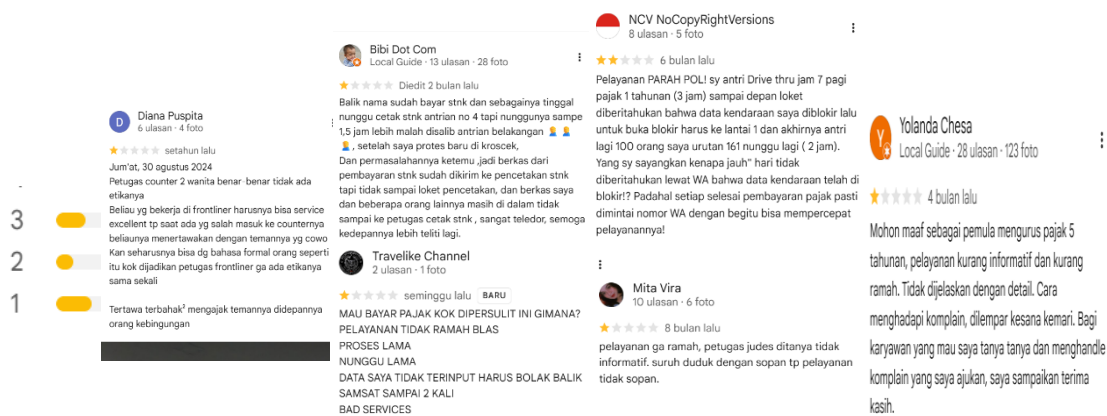 3
2
1
D
Diana Puspita
6 ulasan · 4 foto
setahun lalu
Jum'at, 30 agustus 2024
Petugas counter 2 wanita benar- benar tidak ada
etikanya
Beliau yg bekerja di frontliner harusnya bisa service
excellent tp saat ada yg salah masuk ke counternya
beliaunya menertawakan dengan temannya yg cowo
Kan seharusnya bisa dg bahasa formal orang seperti
itu kok dijadikan petugas frontliner ga ada etikanya
sama sekali
Tertawa terbahak² mengajak temannya didepannya
orang kebingungan
Bibi Dot Com
Local Guide · 13 ulasan · 28 foto
Diedit 2 bulan lalu
Balik nama sudah bayar stnk dan sebagainya tinggal
nunggu cetak stnk antrian no 4 tapi nunggunya sampe
1,5 jam lebih malah disalib antrian belakangan 🤦 🤦
🤦, setelah saya protes baru di kroscek,
Dan permasalahannya ketemu ,jadi berkas dari
pembayaran stnk sudah dikirim ke pencetakan stnk
tapi tidak sampai loket pencetakan, dan berkas saya
dan beberapa orang lainnya masih di dalam tidak
sampai ke petugas cetak stnk , sangat teledor, semoga
kedepannya lebih teliti lagi.
Travelike Channel
2 ulasan · 1 foto
seminggu lalu BARU
MAU BAYAR PAJAK KOK DIPERSULIT INI GIMANA?
PELAYANAN TIDAK RAMAH BLAS
PROSES LAMA
NUNGGU LAMA
DATA SAYA TIDAK TERINPUT HARUS BOLAK BALIK
SAMSAT SAMPAI 2 KALI
BAD SERVICES
NCV NoCopyRightVersions
8 ulasan · 5 foto
6 bulan lalu
Pelayanan PARAH POL! sy antri Drive thru jam 7 pagi
pajak 1 tahunan (3 jam) sampai depan loket
diberitahukan bahwa data kendaraan saya diblokir lalu
untuk buka blokir harus ke lantai 1 dan akhirnya antri
lagi 100 orang saya urutan 161 nunggu lagi ( 2 jam).
Yang sy sayangkan kenapa jauh" hari tidak
diberitahukan lewat WA bahwa data kendaraan telah di
blokir!? Padahal setiap selesai pembayaran pajak pasti
dimintai nomor WA dengan begitu bisa mempercepat
pelayanannya!
Mita Vira
10 ulasan · 6 foto
8 bulan lalu
pelayanan ga ramah, petugas judes ditanya tidak
informatif. suruh duduk dengan sopan tp pelayanan
tidak sopan.
Y
Yolanda Chesa
Local Guide · 28 ulasan · 123 foto
4 bulan lalu
Mohon maaf sebagai pemula mengurus pajak 5
tahunan, pelayanan kurang informatif dan kurang
ramah. Tidak dijelaskan dengan detail. Cara
menghadapi komplain, dilempar kesana kemari. Bagi
karyawan yang mau saya tanya tanya dan menghandle
komplain yang saya ajukan, saya sampaikan terima
kasih.